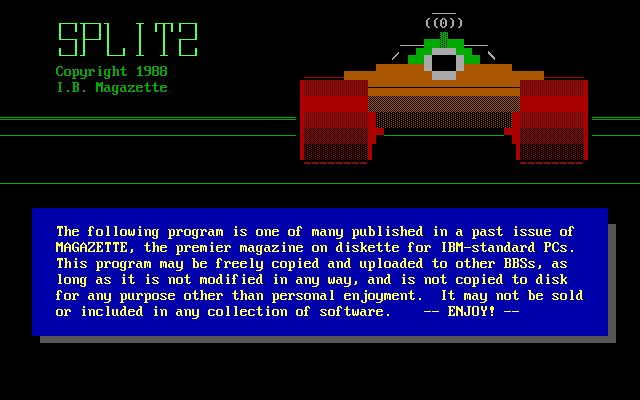 SPLITZ
((0))
Copyright 1988
I.B. Magazette
The following program is one of many published in a past issue of
MAGAZETTE, the premier magazine on diskette for IBM-standard PCs.
This program may be freely copied and uploaded to other BBSs, as
long as it is not modified in any way, and is not copied to disk
for any purpose other than personal enjoyment.  It may not be sold
or included in any collection of software.    -- ENJOY! --